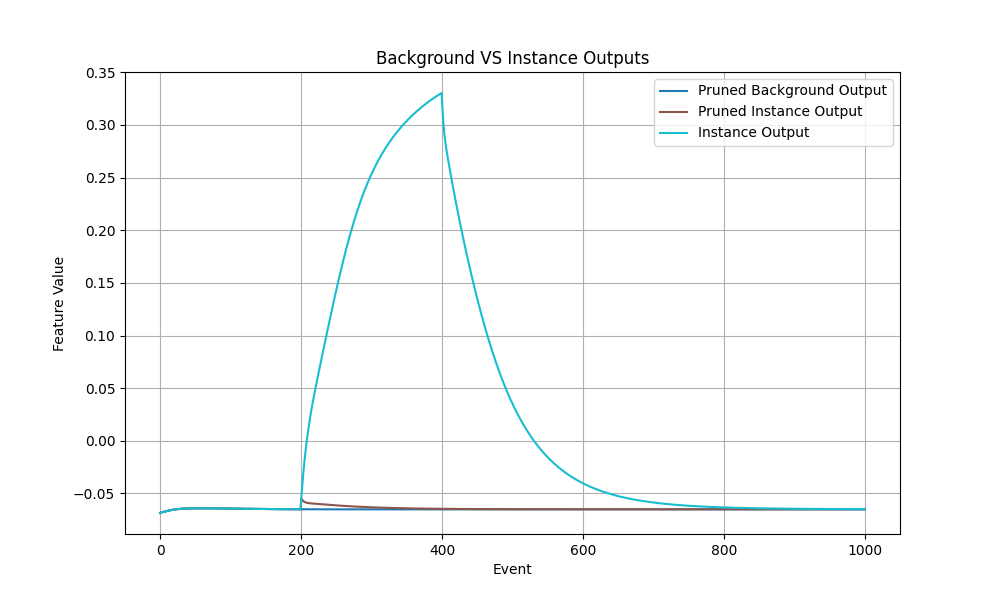 Background VS Instance Outputs
Pruned Background Output
Pruned Instance Output
Instance Output
Feature Value
0.35
0.30
0.25
0.20
0.15
0.10
0.05
0.00
−0.05
0 200 400 600 800 1000
Event